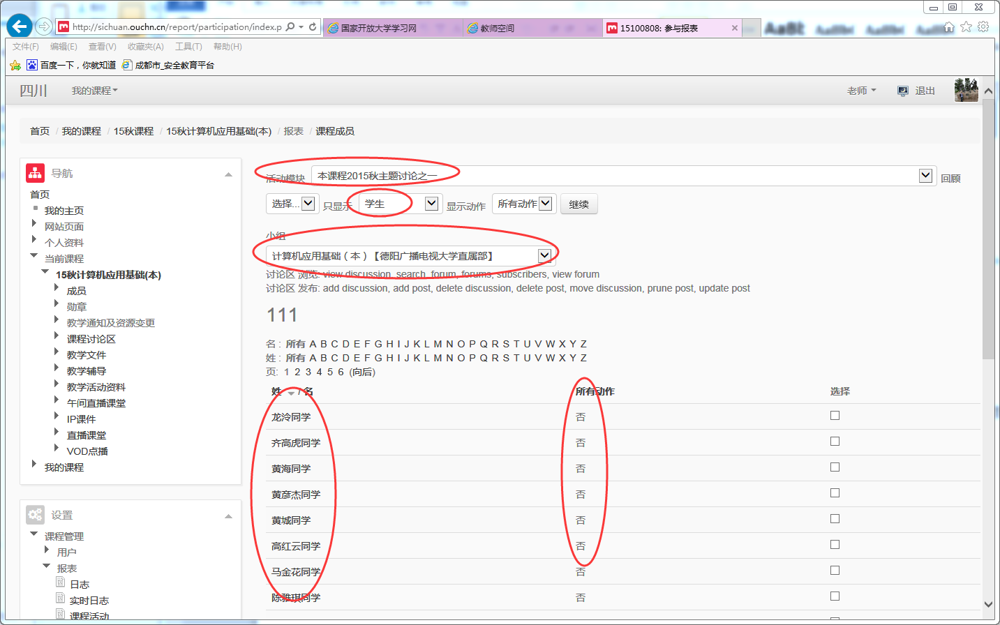 http://sichuan.ouchn.cn/report/participation/index.p
国家开放大学学习网
教师空间
15100808: 参与报表
文件(F) 编辑(E) 查看(V) 收藏夹(A) 工具(T) 帮助(H)
百度一下，你就知道 成都市_安全教育平台
四川 我的课程 老师 退出
首页 / 我的课程 / 15秋课程 / 15秋计算机应用基础(本) / 报表 / 课程成员
导航
首页
我的主页
网站页面
个人资料
当前课程
15秋计算机应用基础(本)
成员
勋章
教学通知及资源变更
课程讨论区
教学文件
教学辅导
教学活动资料
午间直播课堂
IP课件
直播课堂
VOD点播
我的课程
设置
课程管理
用户
报表
日志
实时日志
课程活动
活动模块 本课程2015秋主题讨论之一 回顾
选择... 只显示 学生 显示动作 所有动作 继续
小组
计算机应用基础（本）【德阳广播电视大学直属部】
讨论区 浏览: view discussion, search, forum, forums, subscribers, view forum
讨论区 发布: add discussion, add post, delete discussion, delete post, move discussion, prune post, update post
111
名 : 所有 A B C D E F G H I J K L M N O P Q R S T U V W X Y Z
姓 : 所有 A B C D E F G H I J K L M N O P Q R S T U V W X Y Z
页: 1 2 3 4 5 6 (向后)
姓 / 名 所有动作 选择
龙泠同学 否
齐高虎同学 否
黄海同学 否
黄彦杰同学 否
黄城同学 否
高红云同学 否
马金花同学 否
陈雅琪同学 否